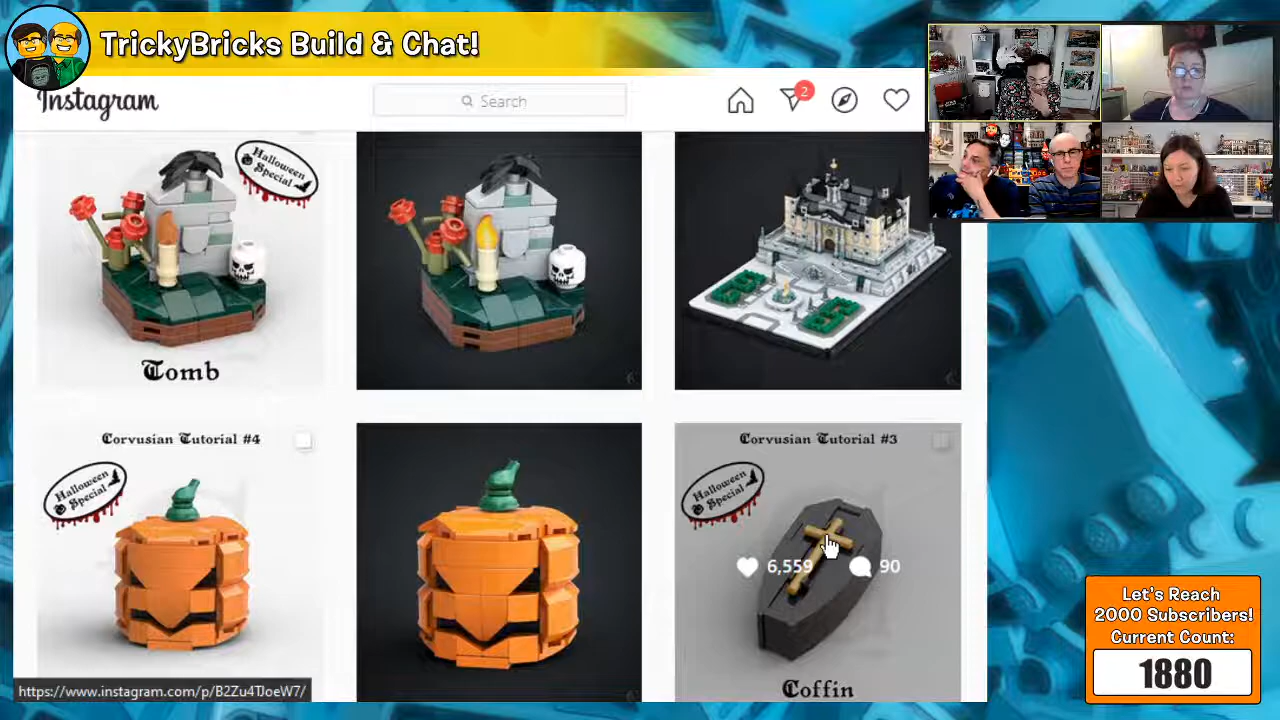 TrickyBricks Build & Chat!
Instagram
Search
2
Halloween
Special
Halloween
Special
Tomb
Corvusian Tutorial #4
Corvusian Tutorial #3
Halloween
Special
6,559
90
Coffin
https://www.instagram.com/p/B2Zu4TJoeW7/
Let's Reach
2000 Subscribers!
Current Count:
1880